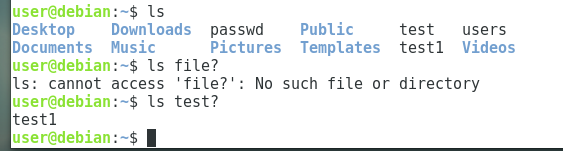 user@debian:~$ ls
Desktop    Downloads  passwd    Public     test   users
Documents  Music      Pictures  Templates  test1  Videos
user@debian:~$ ls file?
ls: cannot access 'file?': No such file or directory
user@debian:~$ ls test?
test1
user@debian:~$